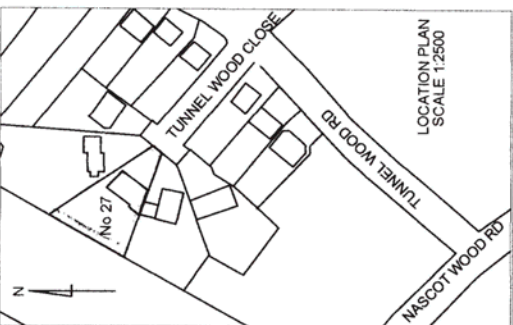 N
No 27
TUNNEL WOOD CLOSE
TUNNEL WOOD RD
NASCOT WOOD RD
LOCATION PLAN
SCALE 1:2500